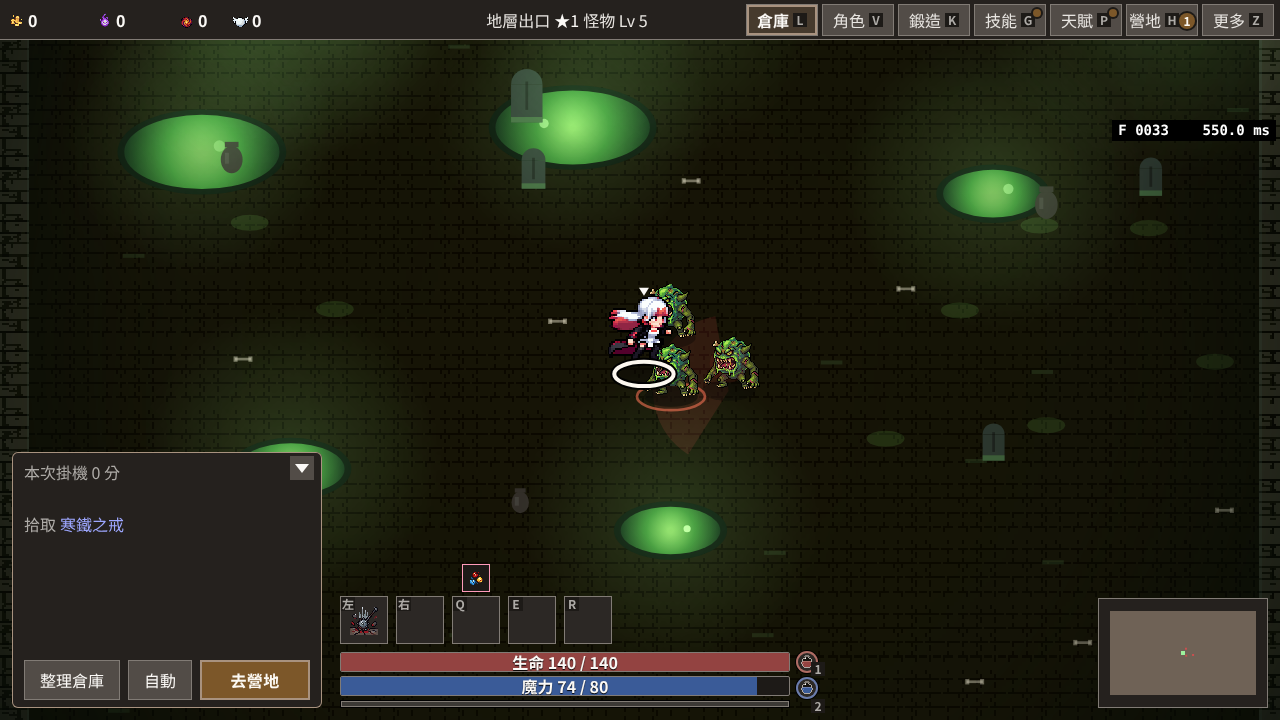 0 0 0 0 地層出口 ★1 怪物 Lv 5 倉庫 L 角色 V 鍛造 K 技能 G 天賦 P 營地 H 1 更多 Z
F 0033 550.0 ms
本次掛機 0 分
拾取 寒鐵之戒
整理倉庫 自動 去營地
左 右 Q E R
生命 140 / 140 1
魔力 74 / 80
2